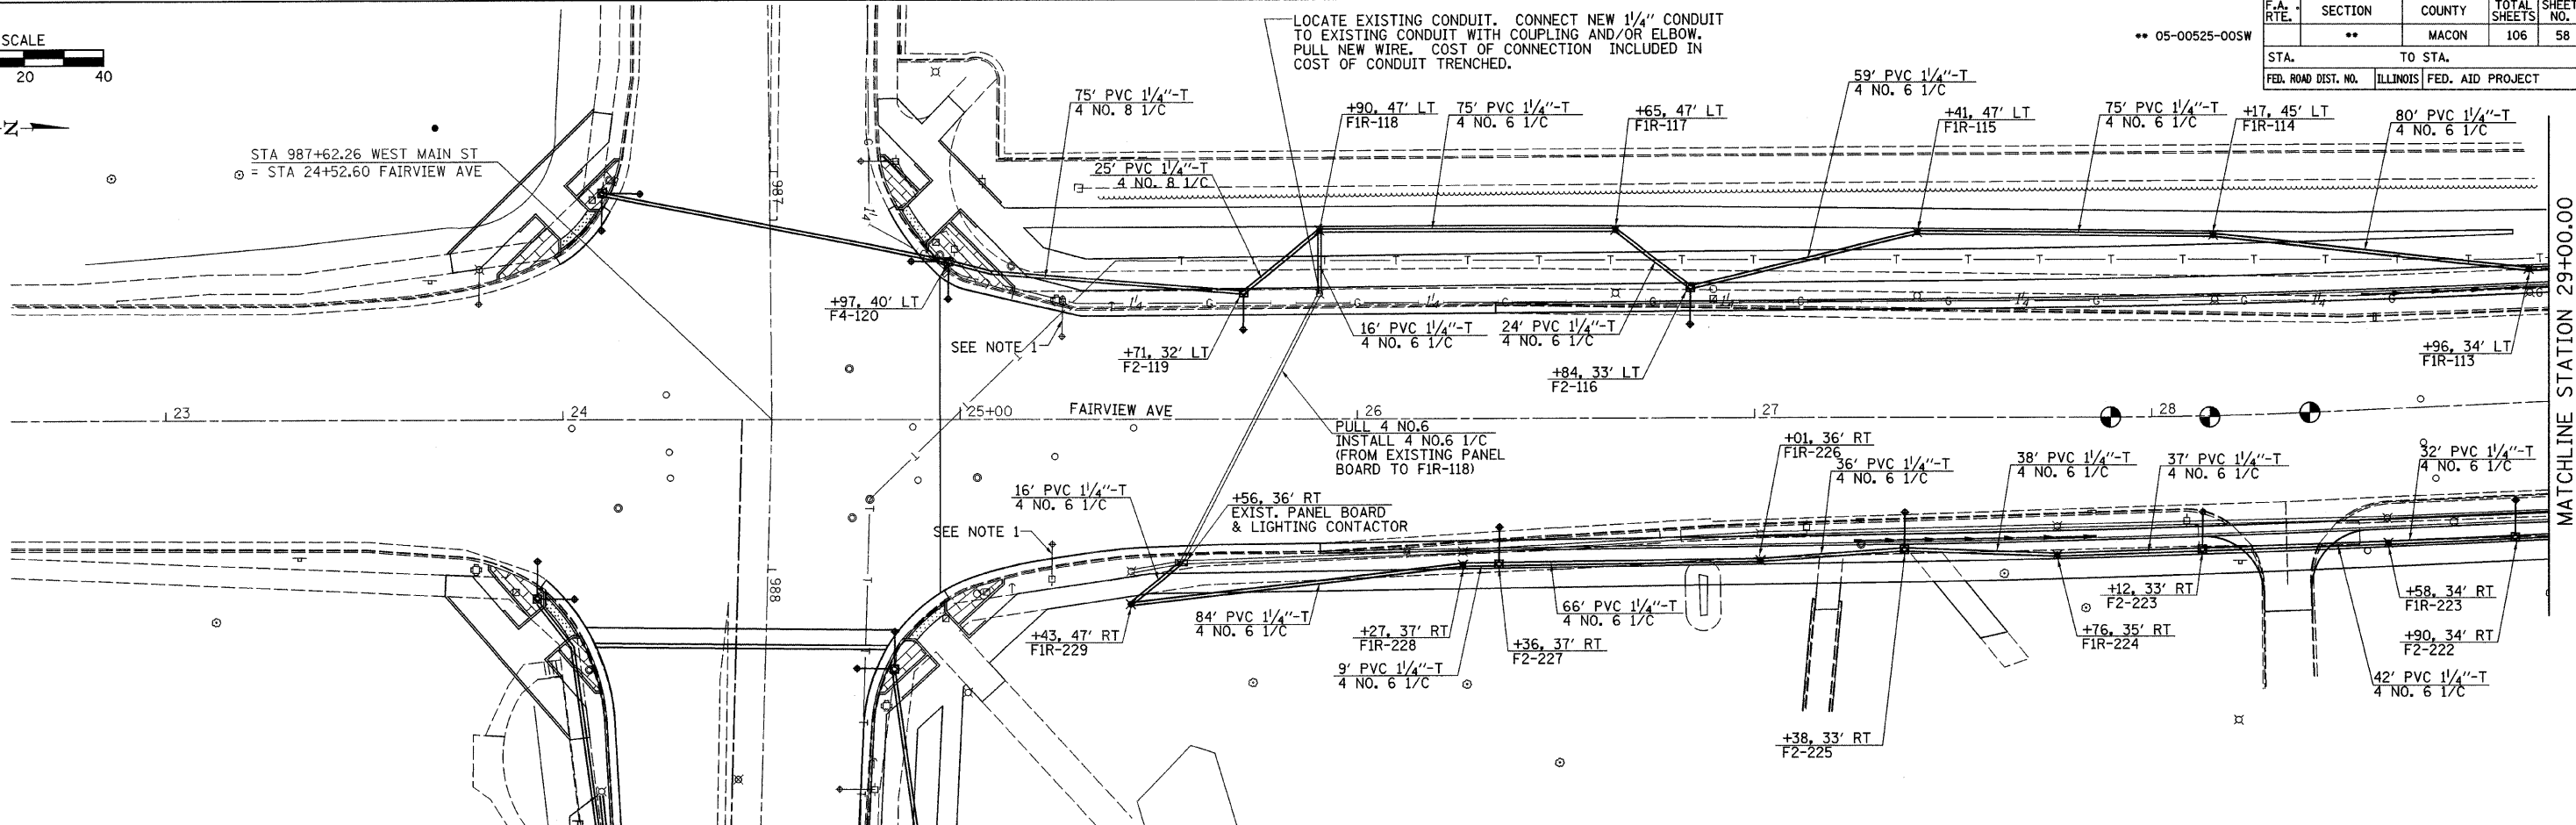 SCALE
20 40
N
LOCATE EXISTING CONDUIT. CONNECT NEW 1¼" CONDUIT
TO EXISTING CONDUIT WITH COUPLING AND/OR ELBOW.
PULL NEW WIRE. COST OF CONNECTION INCLUDED IN
COST OF CONDUIT TRENCHED.
** 05-00525-00SW
F.A. RTE. SECTION COUNTY TOTAL SHEETS SHEET NO.
** MACON 106 58
STA. TO STA.
FED. ROAD DIST. NO. ILLINOIS FED. AID PROJECT
STA 987+62.26 WEST MAIN ST
= STA 24+52.60 FAIRVIEW AVE
75' PVC 1¼"-T
4 NO. 8 1/C
25' PVC 1¼"-T
4 NO. 8 1/C
+90, 47' LT
F1R-118
75' PVC 1¼"-T
4 NO. 6 1/C
+65, 47' LT
F1R-117
59' PVC 1¼"-T
4 NO. 6 1/C
+41, 47' LT
F1R-115
75' PVC 1¼"-T
4 NO. 6 1/C
+17, 45' LT
F1R-114
80' PVC 1¼"-T
4 NO. 6 1/C
987
+97, 40' LT
F4-120
SEE NOTE 1
+71, 32' LT
F2-119
16' PVC 1¼"-T
4 NO. 6 1/C
24' PVC 1¼"-T
4 NO. 6 1/C
+84, 33' LT
F2-116
+96, 34' LT
F1R-113
MATCHLINE STATION 29+00.00
23
24
25+00
FAIRVIEW AVE
26
27
28
PULL 4 NO.6
INSTALL 4 NO.6 1/C
(FROM EXISTING PANEL
BOARD TO F1R-118)
16' PVC 1¼"-T
4 NO. 6 1/C
SEE NOTE 1
+56, 36' RT
EXIST. PANEL BOARD
& LIGHTING CONTACTOR
+01, 36' RT
F1R-226
36' PVC 1¼"-T
4 NO. 6 1/C
38' PVC 1¼"-T
4 NO. 6 1/C
37' PVC 1¼"-T
4 NO. 6 1/C
32' PVC 1¼"-T
4 NO. 6 1/C
988
+43, 47' RT
F1R-229
84' PVC 1¼"-T
4 NO. 6 1/C
+27, 37' RT
F1R-228
9' PVC 1¼"-T
4 NO. 6 1/C
+36, 37' RT
F2-227
66' PVC 1¼"-T
4 NO. 6 1/C
+38, 33' RT
F2-225
+76, 35' RT
F1R-224
+12, 33' RT
F2-223
+58, 34' RT
F1R-223
+90, 34' RT
F2-222
42' PVC 1¼"-T
4 NO. 6 1/C